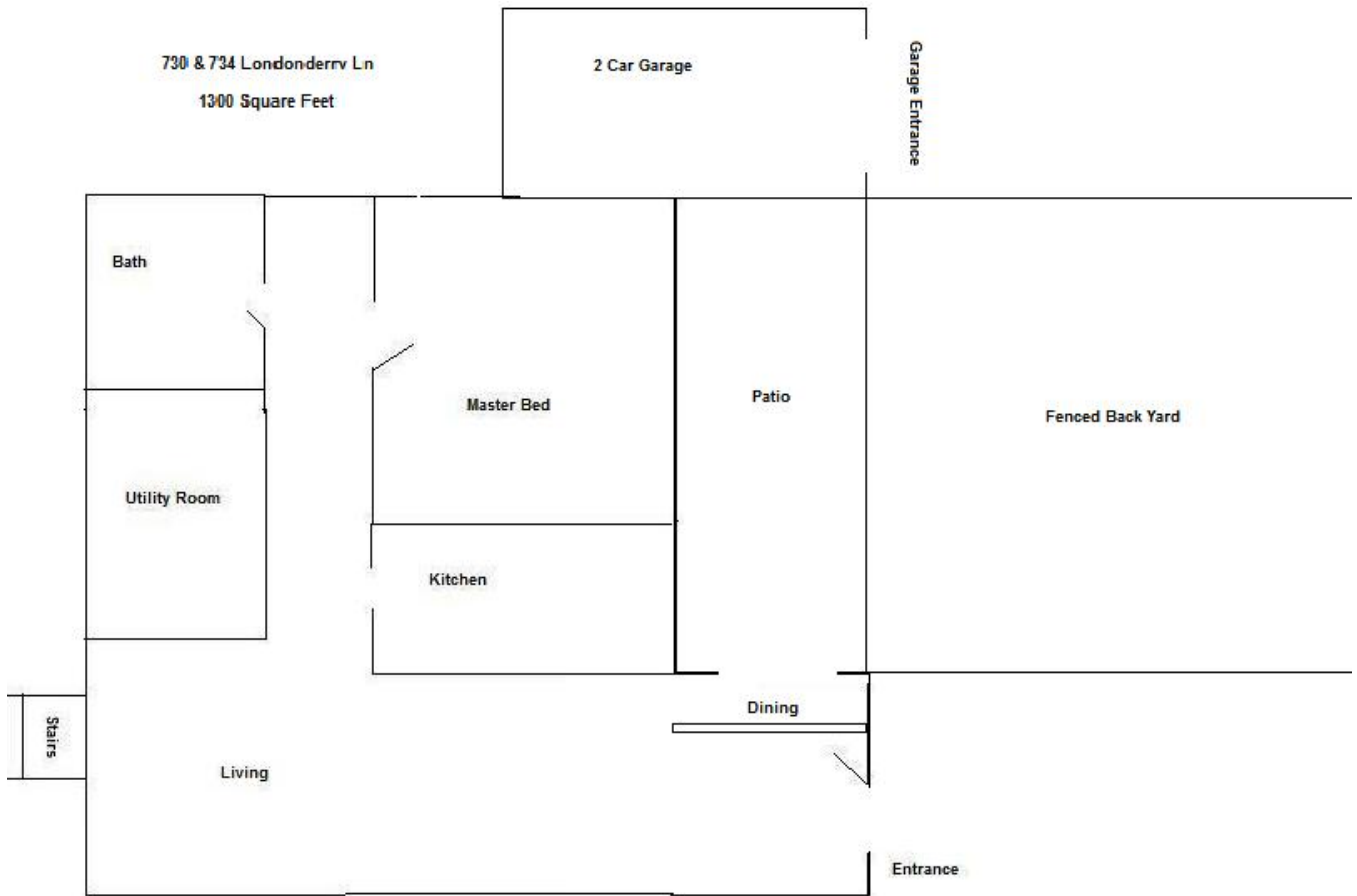 730 & 734 Londonderry Ln
1300 Square Feet
2 Car Garage
Garage Entrance
Bath
Master Bed
Patio
Fenced Back Yard
Utility Room
Kitchen
Dining
Stairs
Living
Entrance